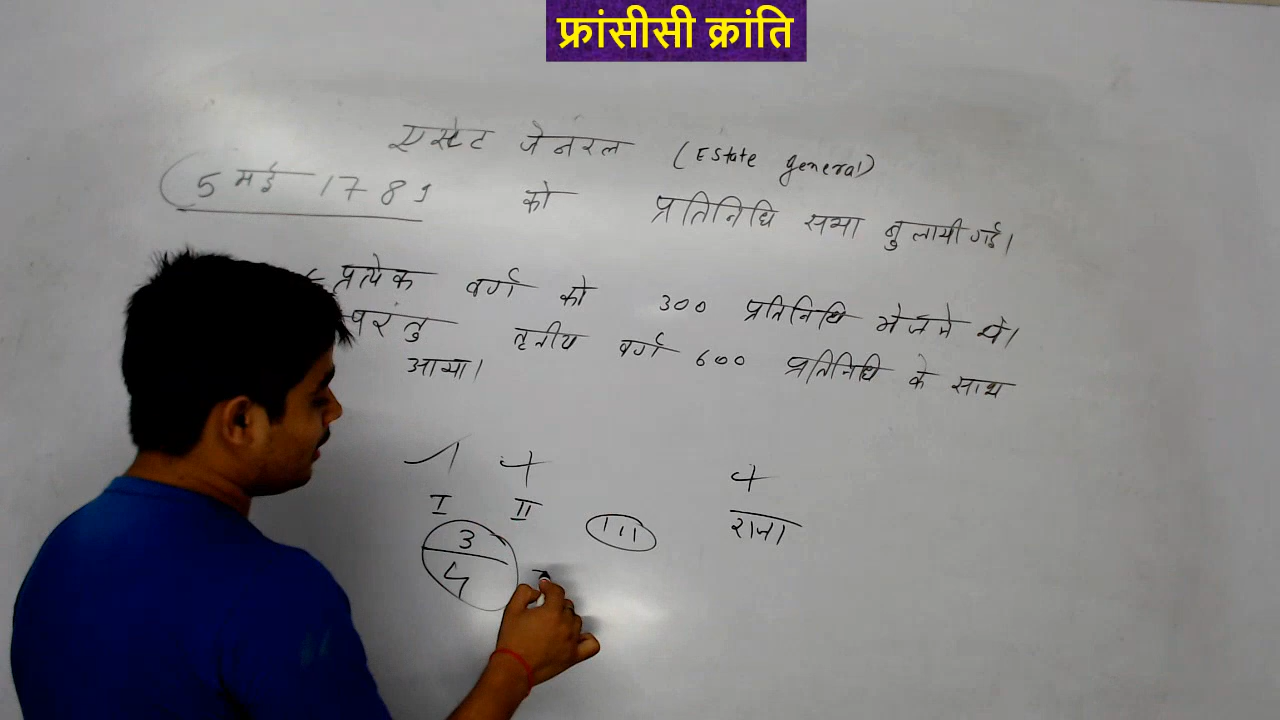 फ्रांसीसी क्रांति
एस्टेट जेनरल (EState general)
5 मई 1789 को प्रतिनिधि सभा बुलायी गई।
प्रत्येक वर्ग को 300 प्रतिनिधि भेजने थे।
परंतु तृतीय वर्ग 600 प्रतिनिधि के साथ
आया।
I II III राजा
3
4